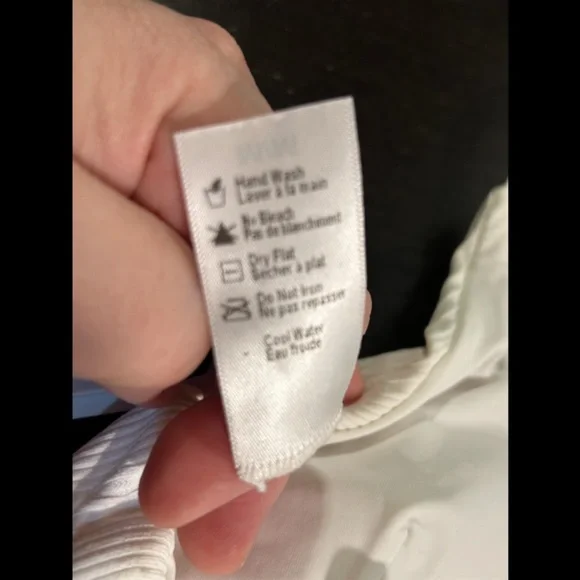 Hand Wash
Laver à la main
No Bleach
Pas de blanchiment
Dry Flat
Sécher à plat
Do Not Iron
Ne pas repasser
Cool Water
Eau froide